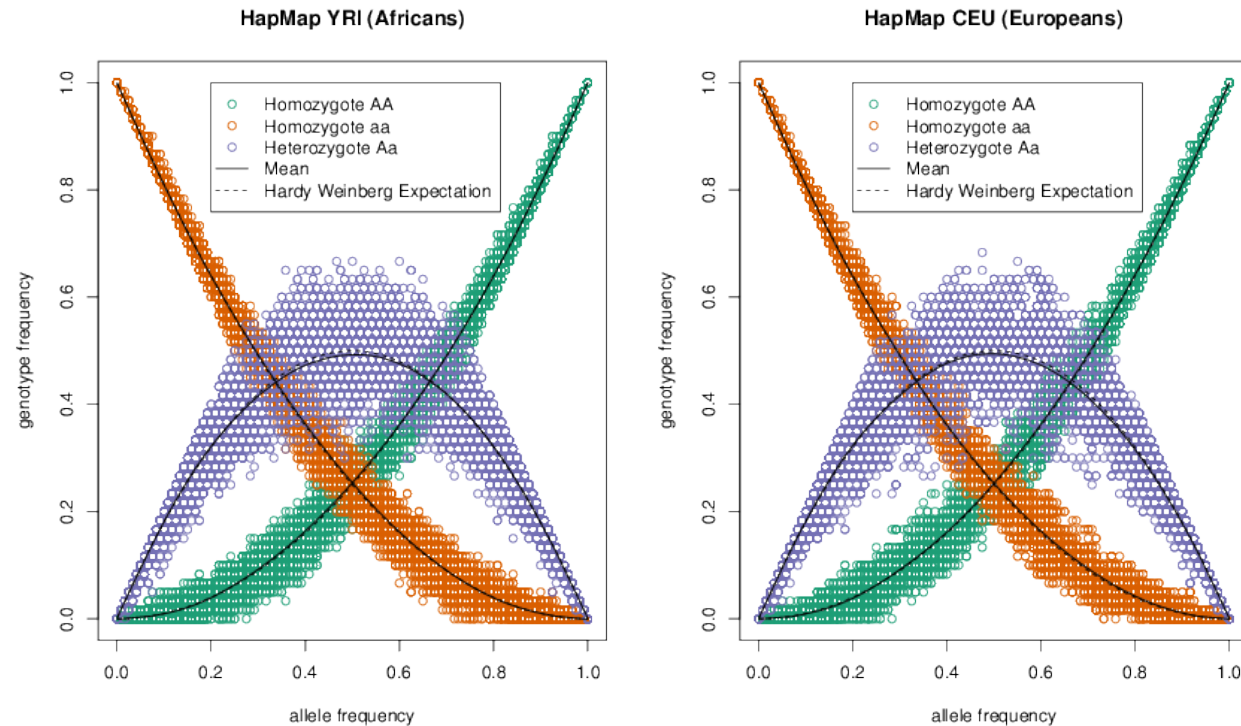 HapMap YRI (Africans)
genotype frequency
1.0
0.8
0.6
0.4
0.2
0.0
Homozygote AA
Homozygote aa
Heterozygote Aa
Mean
Hardy Weinberg Expectation
0.0 0.2 0.4 0.6 0.8 1.0
allele frequency
HapMap CEU (Europeans)
genotype frequency
1.0
0.8
0.6
0.4
0.2
0.0
Homozygote AA
Homozygote aa
Heterozygote Aa
Mean
Hardy Weinberg Expectation
0.0 0.2 0.4 0.6 0.8 1.0
allele frequency